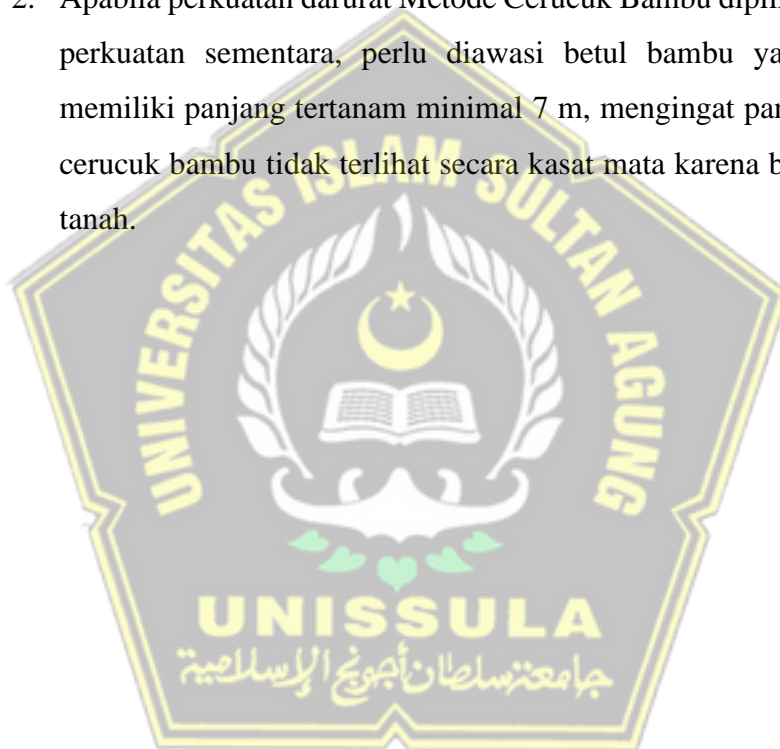 2. Apabila perkuatan darurat Metode Cerucuk Bambu
perkuatan sementara, perlu diawasi betul bambu ya
memiliki panjang tertanam minimal 7 m, mengingat
cerucuk bambu tidak terlihat secara kasat mata karena b
tanah.
UNIVERSITAS ISLAM SULTAN AGUNG
UNISSULA
جامعة سلطان أجونج الإسلامية